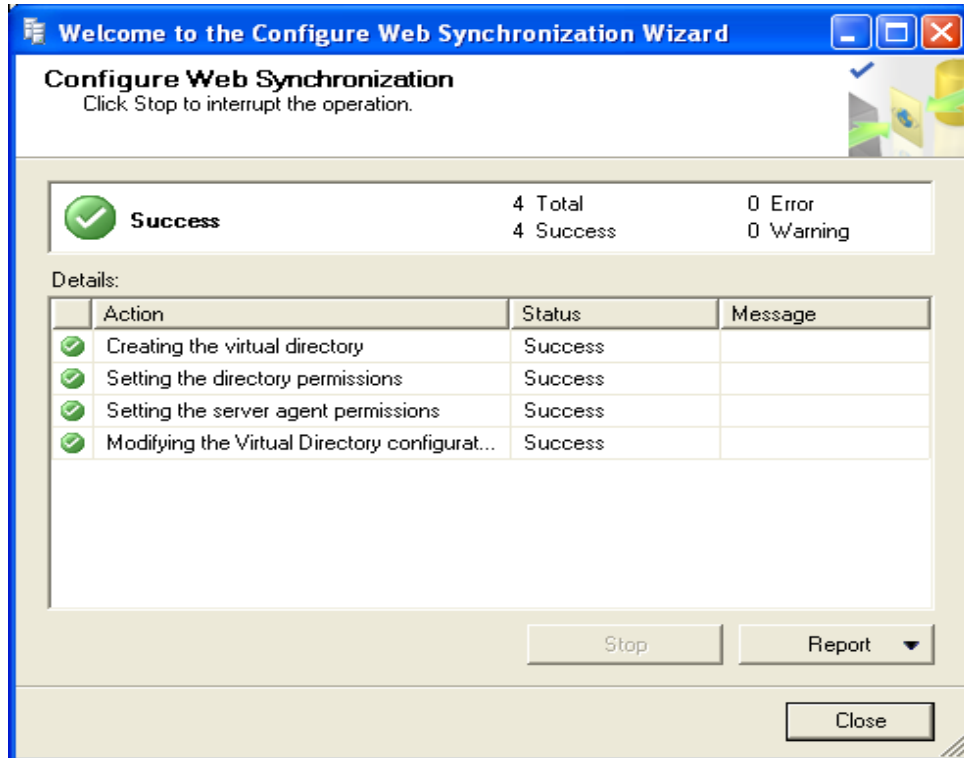 Welcome to the Configure Web Synchronization Wizard
Configure Web Synchronization
Click Stop to interrupt the operation.
Success 4 Total 0 Error
4 Success 0 Warning
Details:
Action Status Message
Creating the virtual directory Success
Setting the directory permissions Success
Setting the server agent permissions Success
Modifying the Virtual Directory configurat... Success
Stop Report
Close